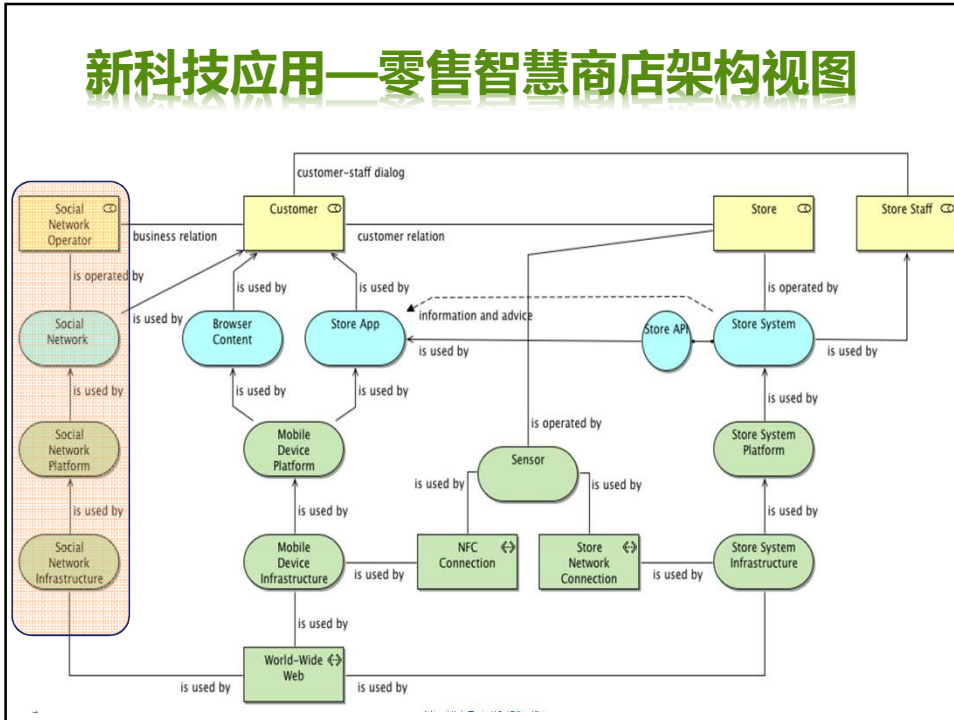 新科技应用—零售智慧商店架构视图
customer-staff dialog
Social
Network
Operator
Customer
Store
Store Staff
business relation
customer relation
is operated by
is used by
is used by
is used by
is operated by
Social
Network
Browser
Content
Store App
information and advice
is used by
Store API
Store System
is used by
is used by
is used by
is used by
is used by
Social
Network
Platform
Mobile
Device
Platform
is operated by
Sensor
Store System
Platform
is used by
is used by
is used by
is used by
is used by
Social
Network
Infrastructure
Mobile
Device
Infrastructure
NFC
Connection
Store
Network
Connection
Store System
Infrastructure
is used by
is used by
is used by
World-Wide
Web
is used by
is used by